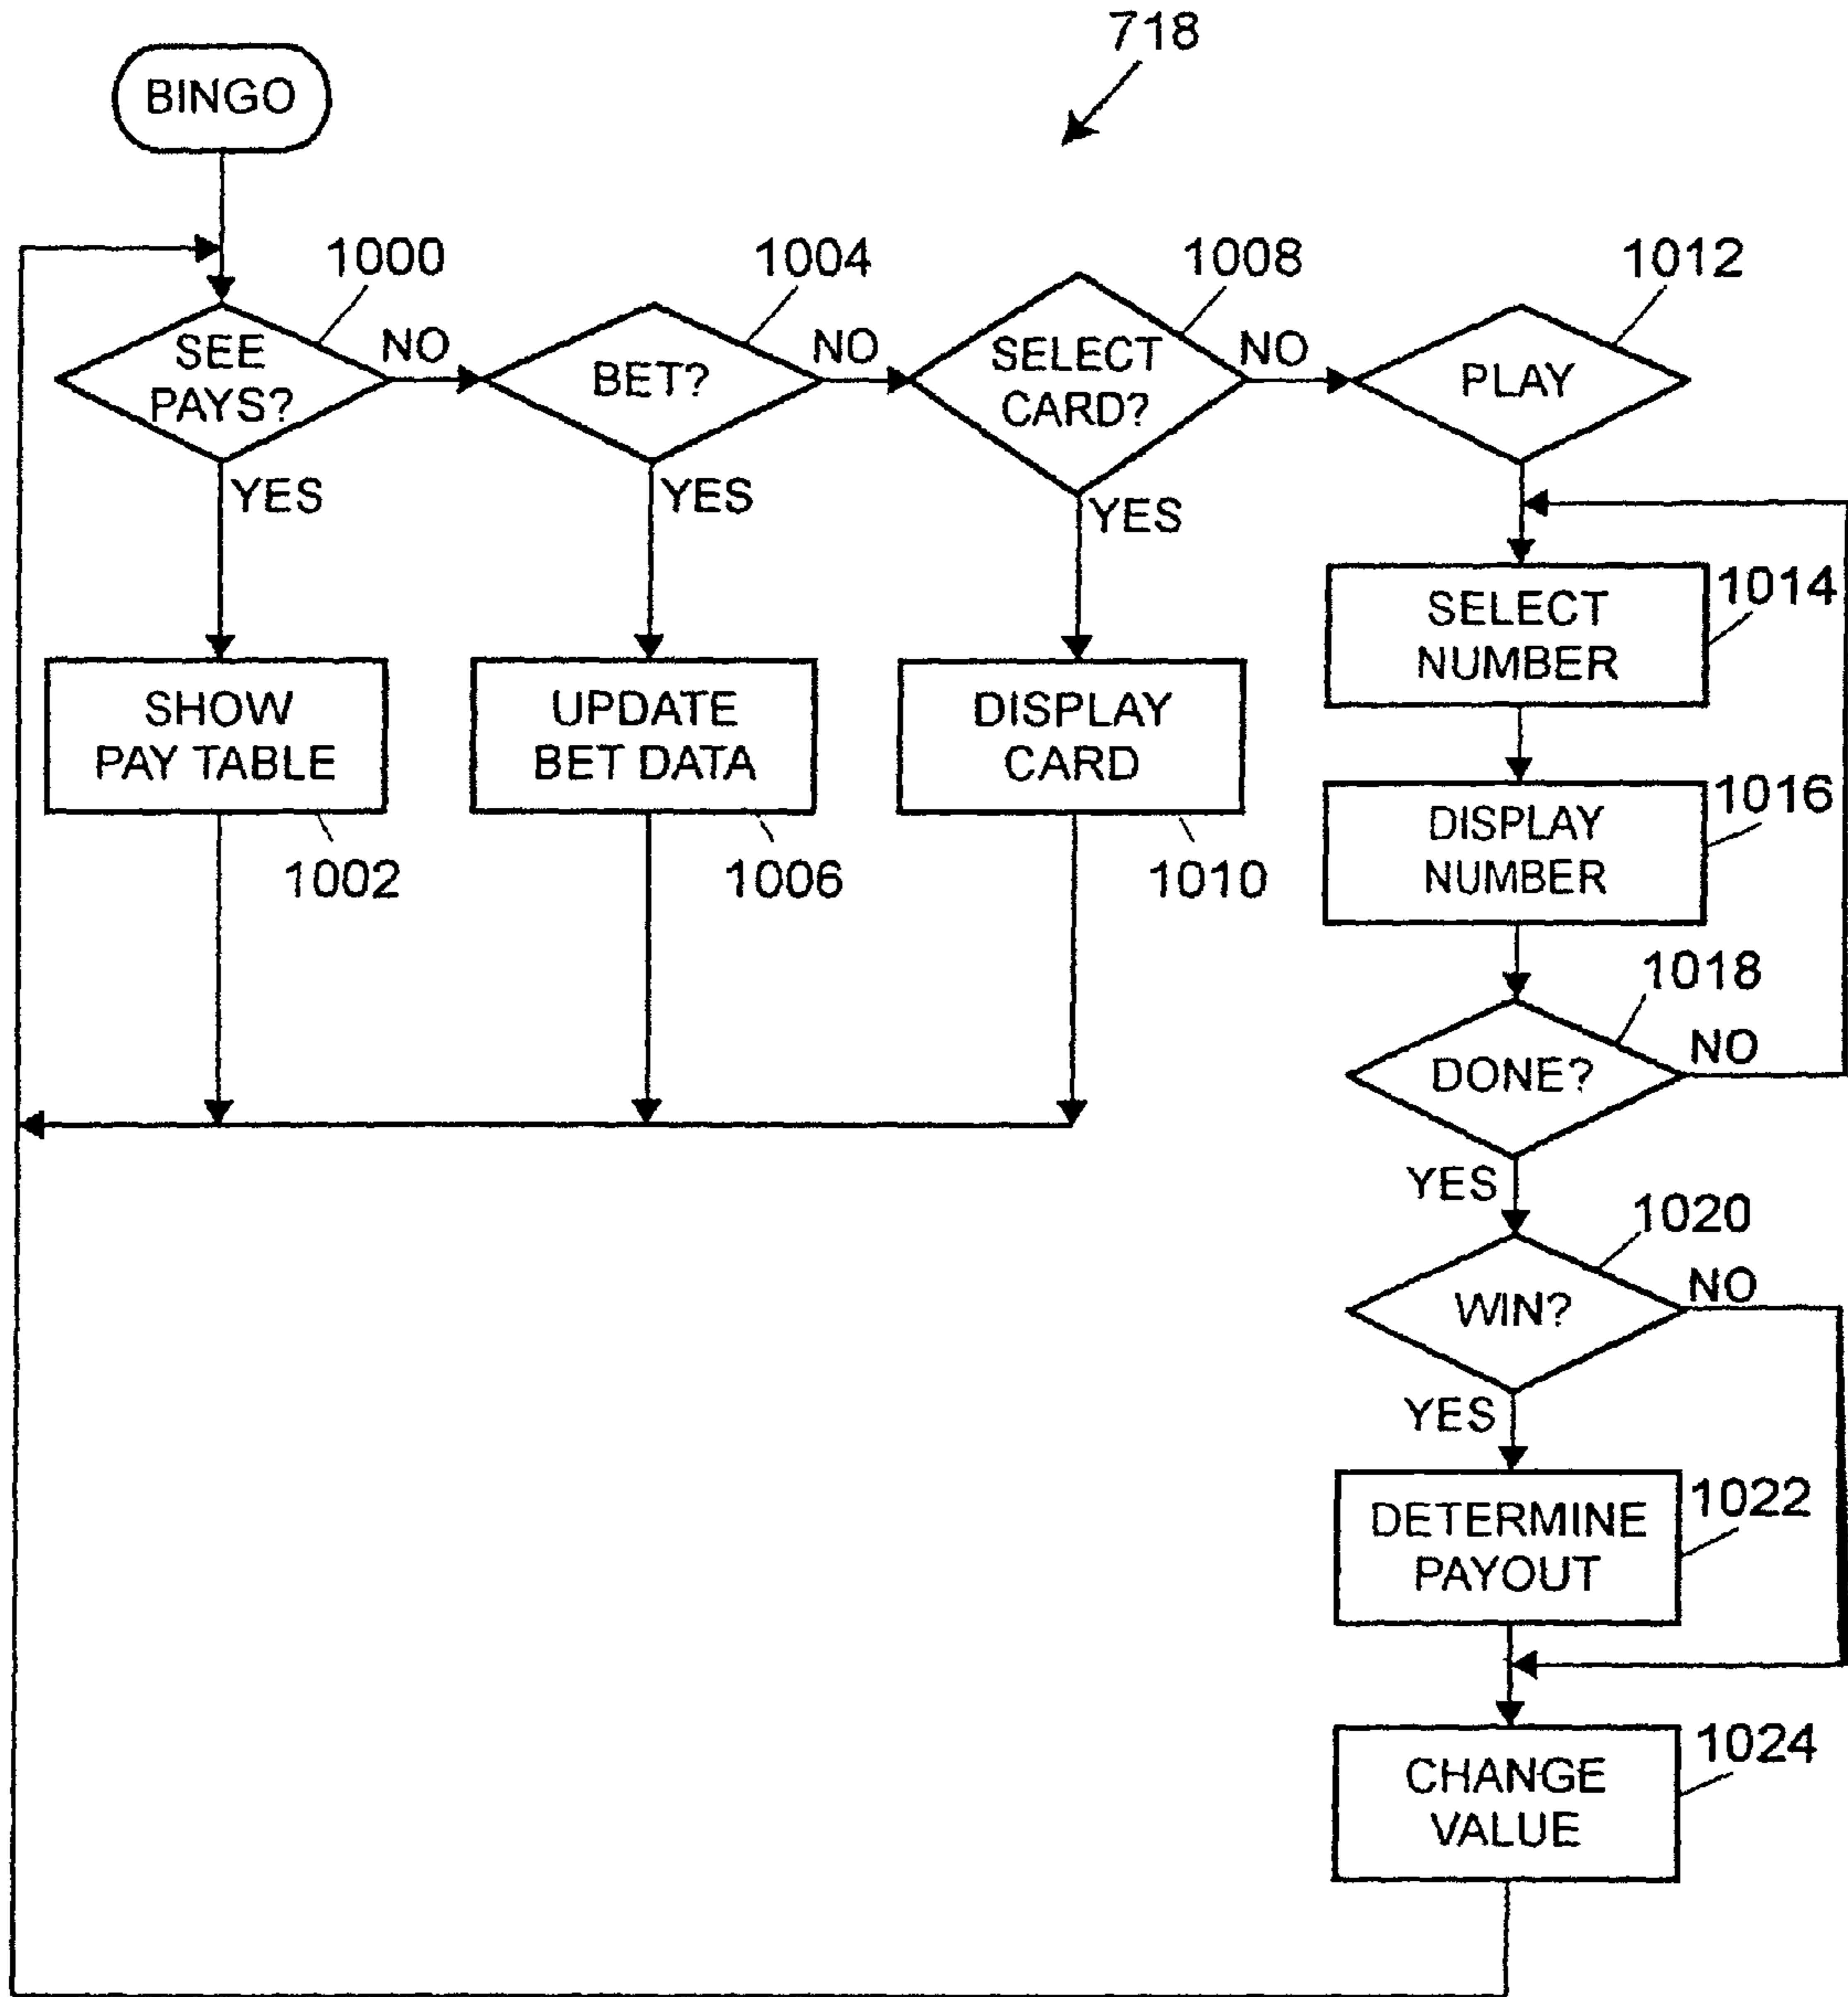 718
BINGO
1000
1004
1008
1012
SEE
PAYS?
NO
BET?
NO
SELECT
CARD?
NO
PLAY
YES
YES
YES
SELECT
NUMBER
1014
SHOW
PAY TABLE
1002
UPDATE
BET DATA
1006
DISPLAY
CARD
1010
DISPLAY
NUMBER
1016
1018
DONE?
NO
YES
1020
WIN?
NO
YES
DETERMINE
PAYOUT
1022
CHANGE
VALUE
1024